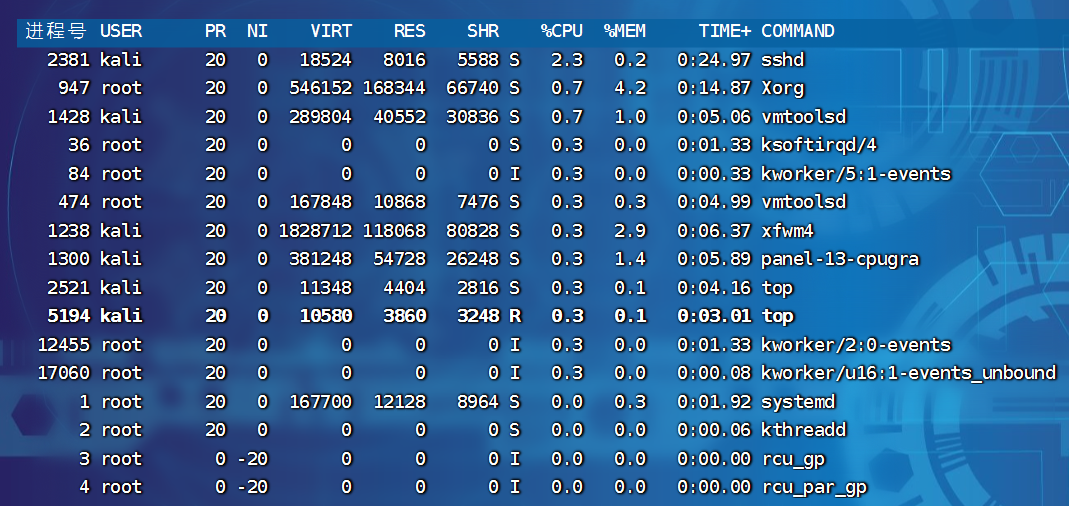 进程号 USER PR NI VIRT RES SHR %CPU %MEM TIME+ COMMAND
2381 kali 20 0 18524 8016 5588 S 2.3 0.2 0:24.97 sshd
947 root 20 0 546152 168344 66740 S 0.7 4.2 0:14.87 Xorg
1428 kali 20 0 289804 40552 30836 S 0.7 1.0 0:05.06 vmtoolsd
36 root 20 0 0 0 0 S 0.3 0.0 0:01.33 ksoftirqd/4
84 root 20 0 0 0 0 I 0.3 0.0 0:00.33 kworker/5:1-events
474 root 20 0 167848 10868 7476 S 0.3 0.3 0:04.99 vmtoolsd
1238 kali 20 0 1828712 118068 80828 S 0.3 2.9 0:06.37 xfwm4
1300 kali 20 0 381248 54728 26248 S 0.3 1.4 0:05.89 panel-13-cpugra
2521 kali 20 0 11348 4404 2816 S 0.3 0.1 0:04.16 top
5194 kali 20 0 10580 3860 3248 R 0.3 0.1 0:03.01 top
12455 root 20 0 0 0 0 I 0.3 0.0 0:01.33 kworker/2:0-events
17060 root 20 0 0 0 0 I 0.3 0.0 0:00.08 kworker/u16:1-events_unbound
1 root 20 0 167700 12128 8964 S 0.0 0.3 0:01.92 systemd
2 root 20 0 0 0 0 S 0.0 0.0 0:00.06 kthreadd
3 root 0 -20 0 0 0 I 0.0 0.0 0:00.00 rcu_gp
4 root 0 -20 0 0 0 I 0.0 0.0 0:00.00 rcu_par_gp